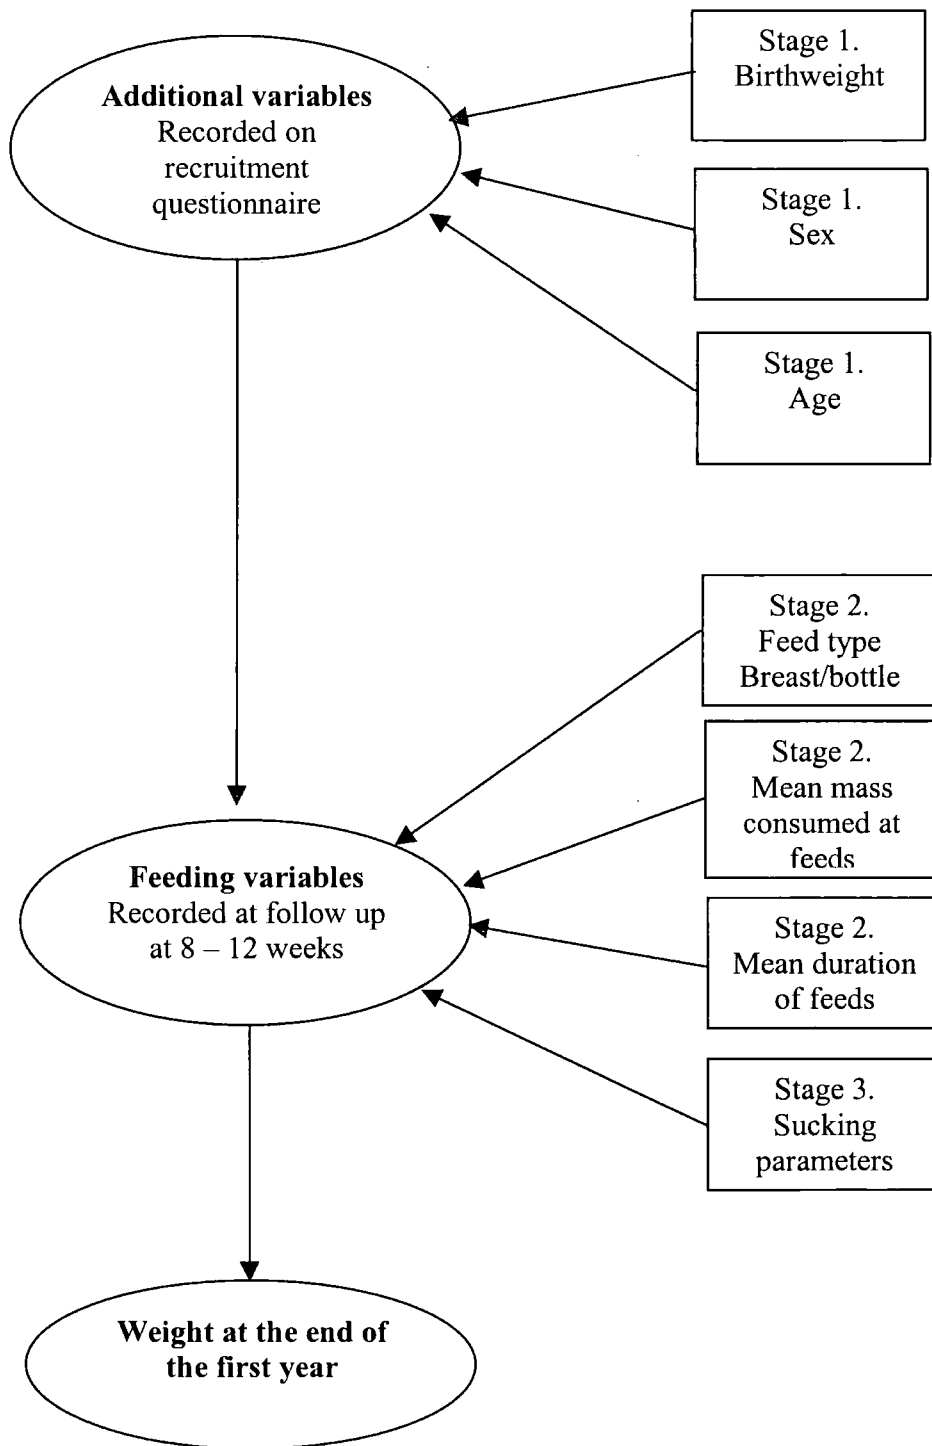 Additional variables
Recorded on
recruitment
questionnaire
Stage 1.
Birthweight
Stage 1.
Sex
Stage 1.
Age
Feeding variables
Recorded at follow up
at 8 – 12 weeks
Stage 2.
Feed type
Breast/bottle
Stage 2.
Mean mass
consumed at
feeds
Stage 2.
Mean duration
of feeds
Stage 3.
Sucking
parameters
Weight at the end of
the first year